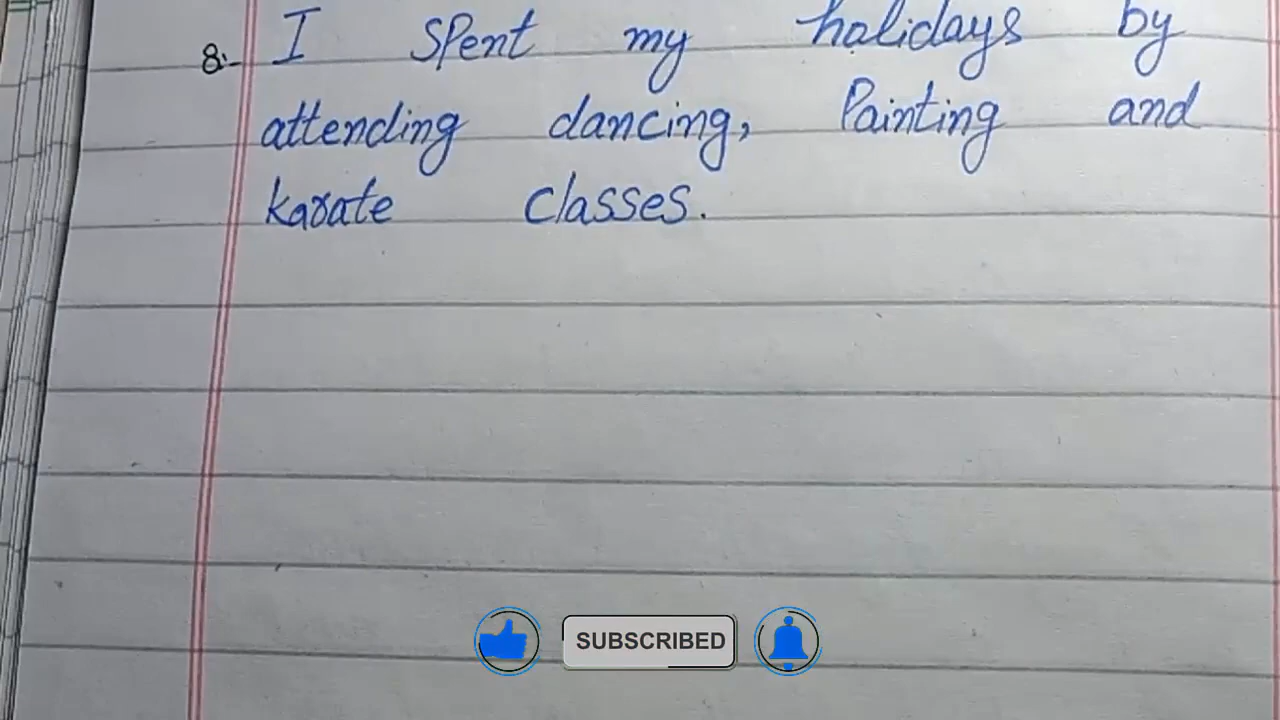 8:- I spent my holidays by
attending dancing, Painting and
karate classes.
SUBSCRIBED